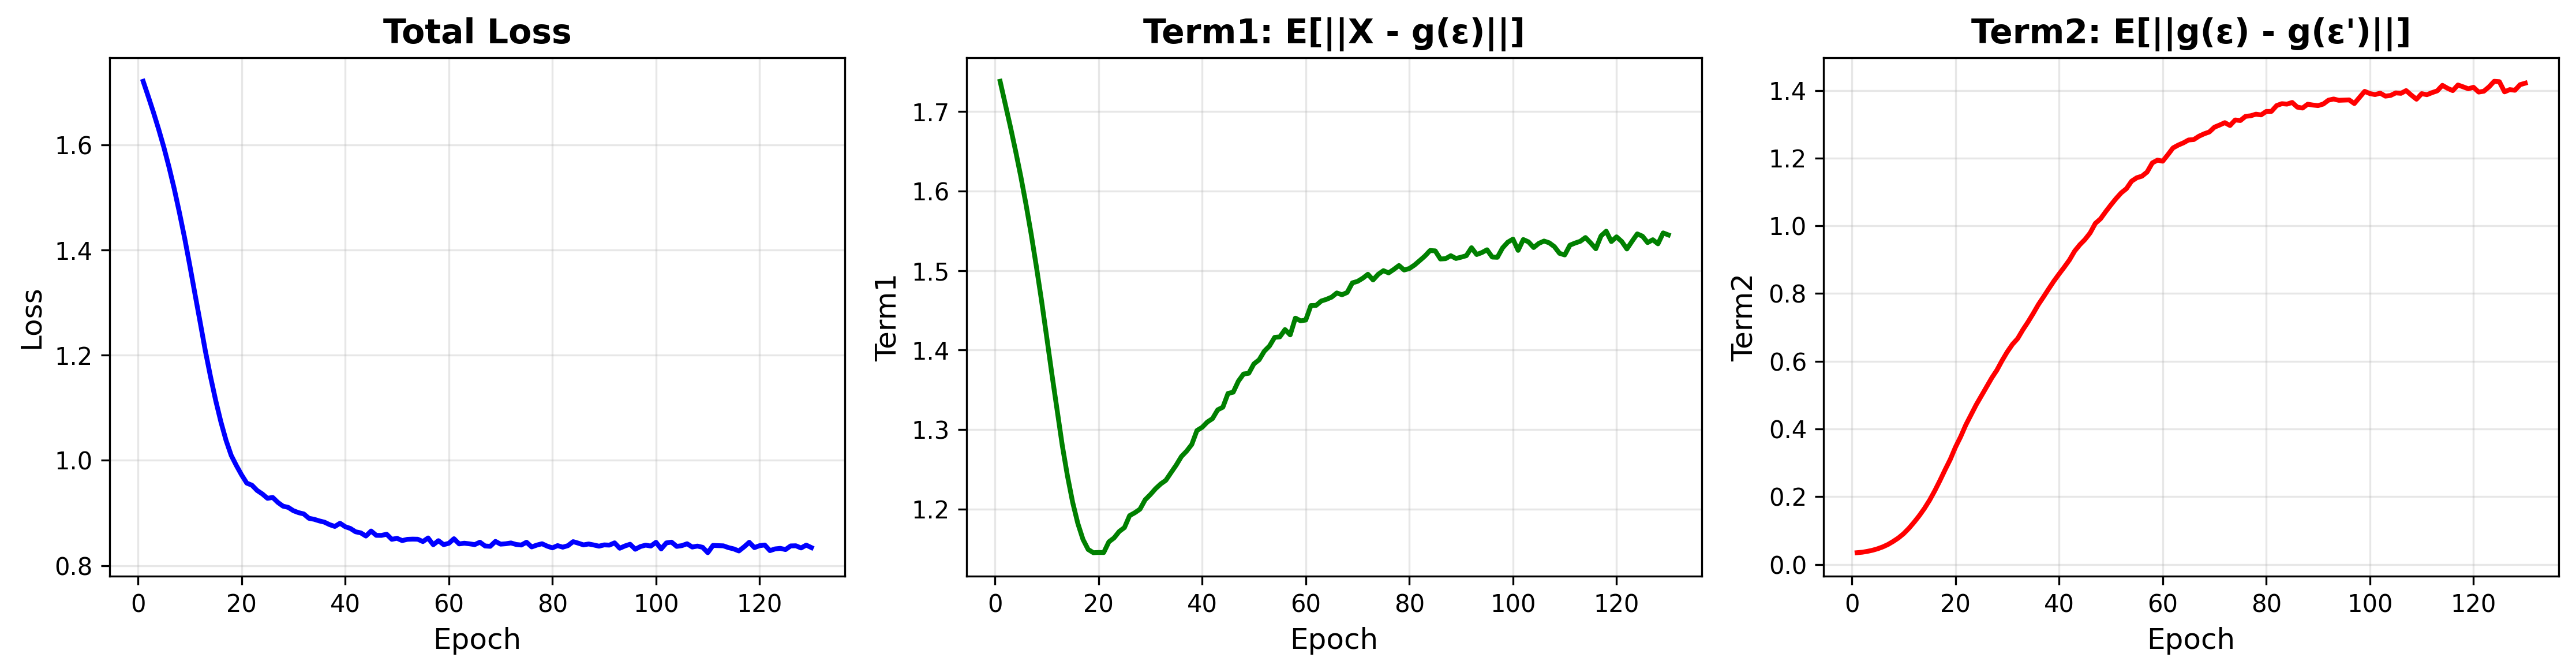 Total Loss
Loss
1.6
1.4
1.2
1.0
0.8
0 20 40 60 80 100 120
Epoch
Term1: E[||X - g(ε)||]
Term1
1.7
1.6
1.5
1.4
1.3
1.2
0 20 40 60 80 100 120
Epoch
Term2: E[||g(ε) - g(ε')||]
Term2
1.4
1.2
1.0
0.8
0.6
0.4
0.2
0.0
0 20 40 60 80 100 120
Epoch